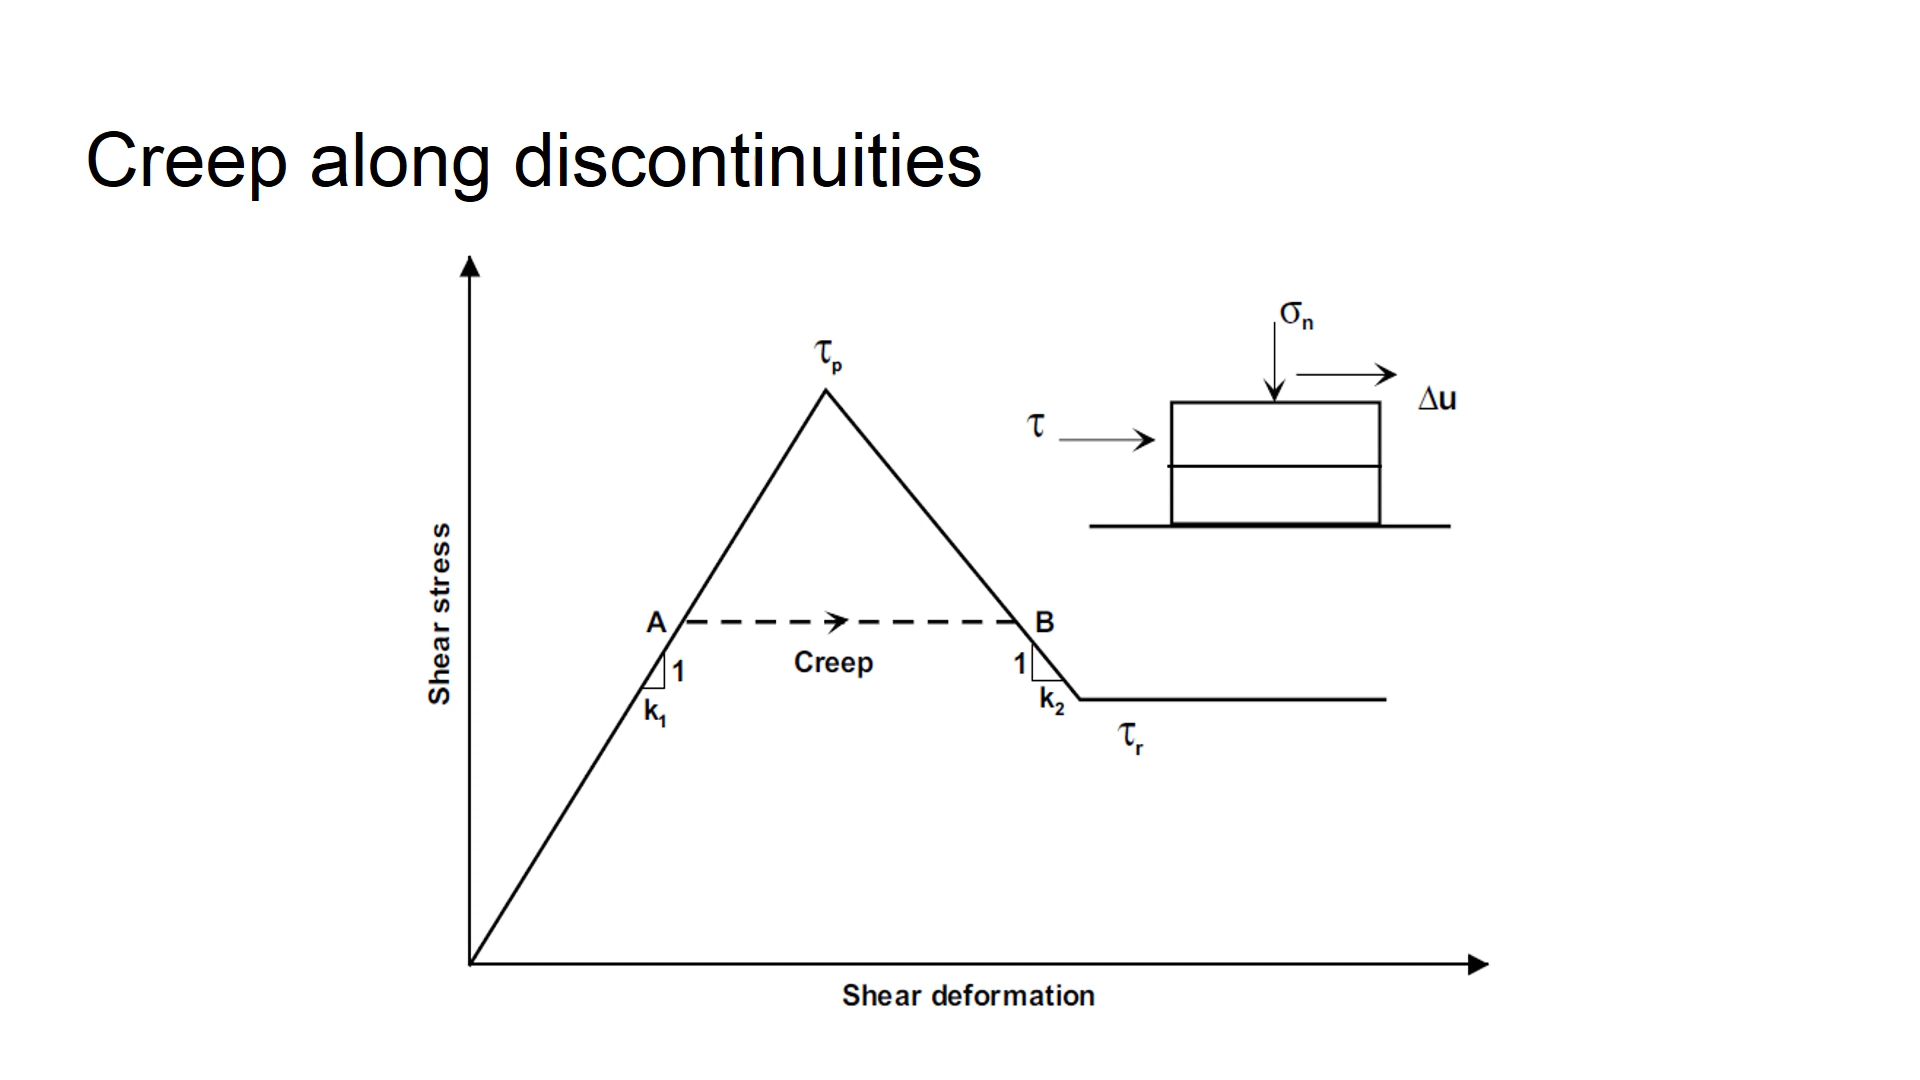 Creep along discontinuities
σn
τp
Δu
τ
Shear stress
A
B
1
Creep
1
k1
k2
τr
Shear deformation